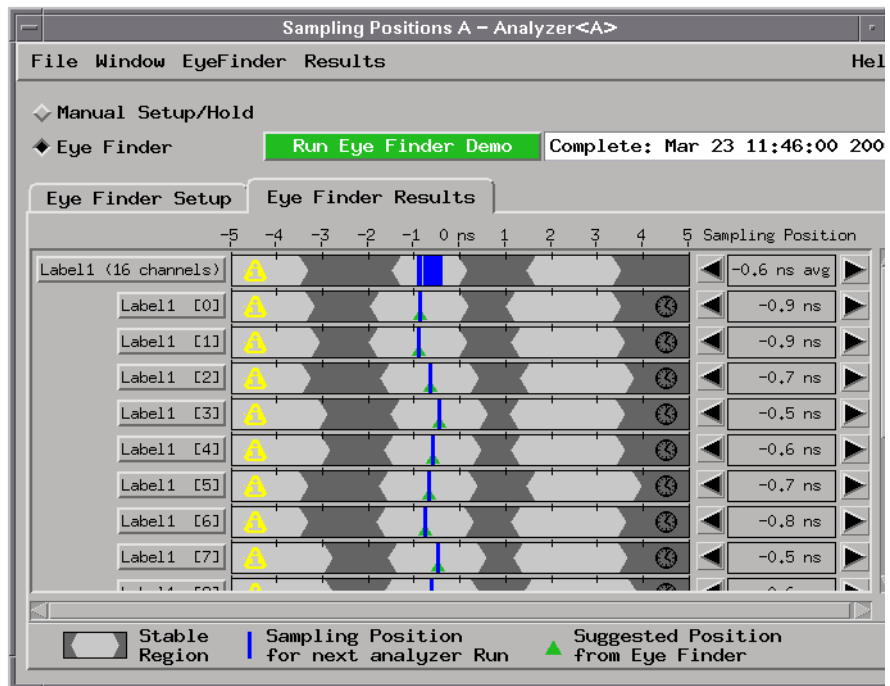 Sampling Positions A – Analyzer<A>
File Window EyeFinder Results Hel
Manual Setup/Hold
Eye Finder Run Eye Finder Demo Complete: Mar 23 11:46:00 200
Eye Finder Setup Eye Finder Results
-5 -4 -3 -2 -1 0 ns 1 2 3 4 5 Sampling Position
Label1 (16 channels) -0.6 ns avg
Label1 [0] -0.9 ns
Label1 [1] -0.9 ns
Label1 [2] -0.7 ns
Label1 [3] -0.5 ns
Label1 [4] -0.6 ns
Label1 [5] -0.7 ns
Label1 [6] -0.8 ns
Label1 [7] -0.5 ns
Stable Region
Sampling Position for next analyzer Run
Suggested Position from Eye Finder